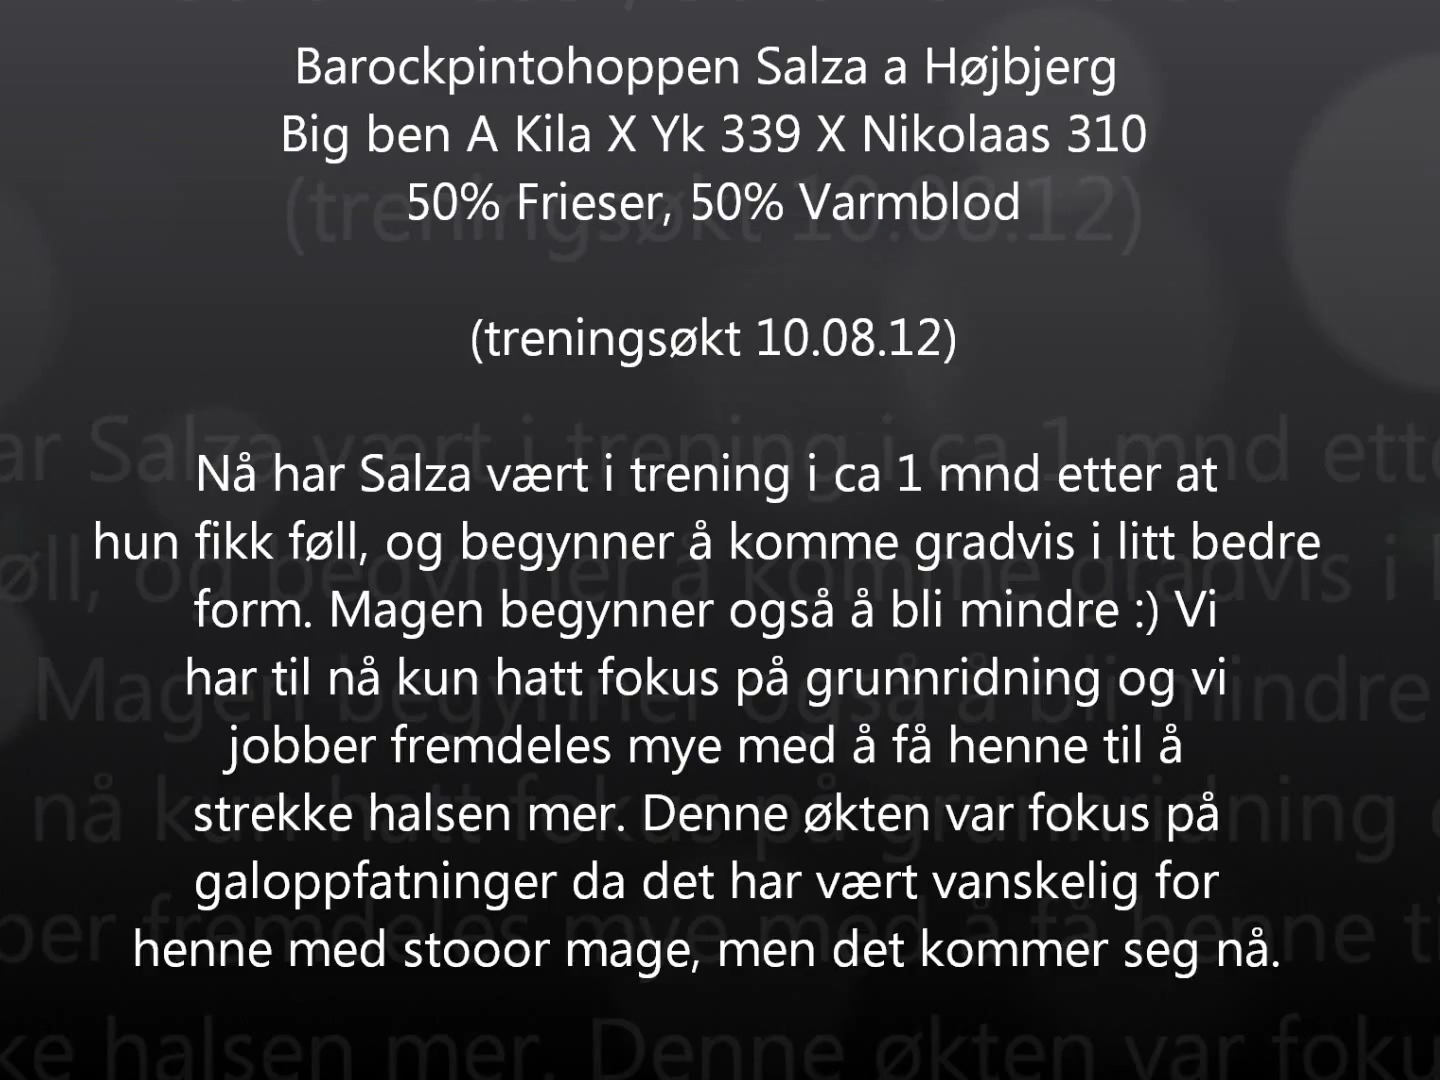 Barockpintohoppen Salza a Højbjerg
Big ben A Kila X Yk 339 X Nikolaas 310
50% Frieser, 50% Varmblod
(treningsøkt 10.08.12)
Nå har Salza vært i trening i ca 1 mnd etter at
hun fikk føll, og begynner å komme gradvis i litt bedre
form. Magen begynner også å bli mindre :) Vi
har til nå kun hatt fokus på grunnridning og vi
jobber fremdeles mye med å få henne til å
strekke halsen mer. Denne økten var fokus på
galoppfatninger da det har vært vanskelig for
henne med stooor mage, men det kommer seg nå.